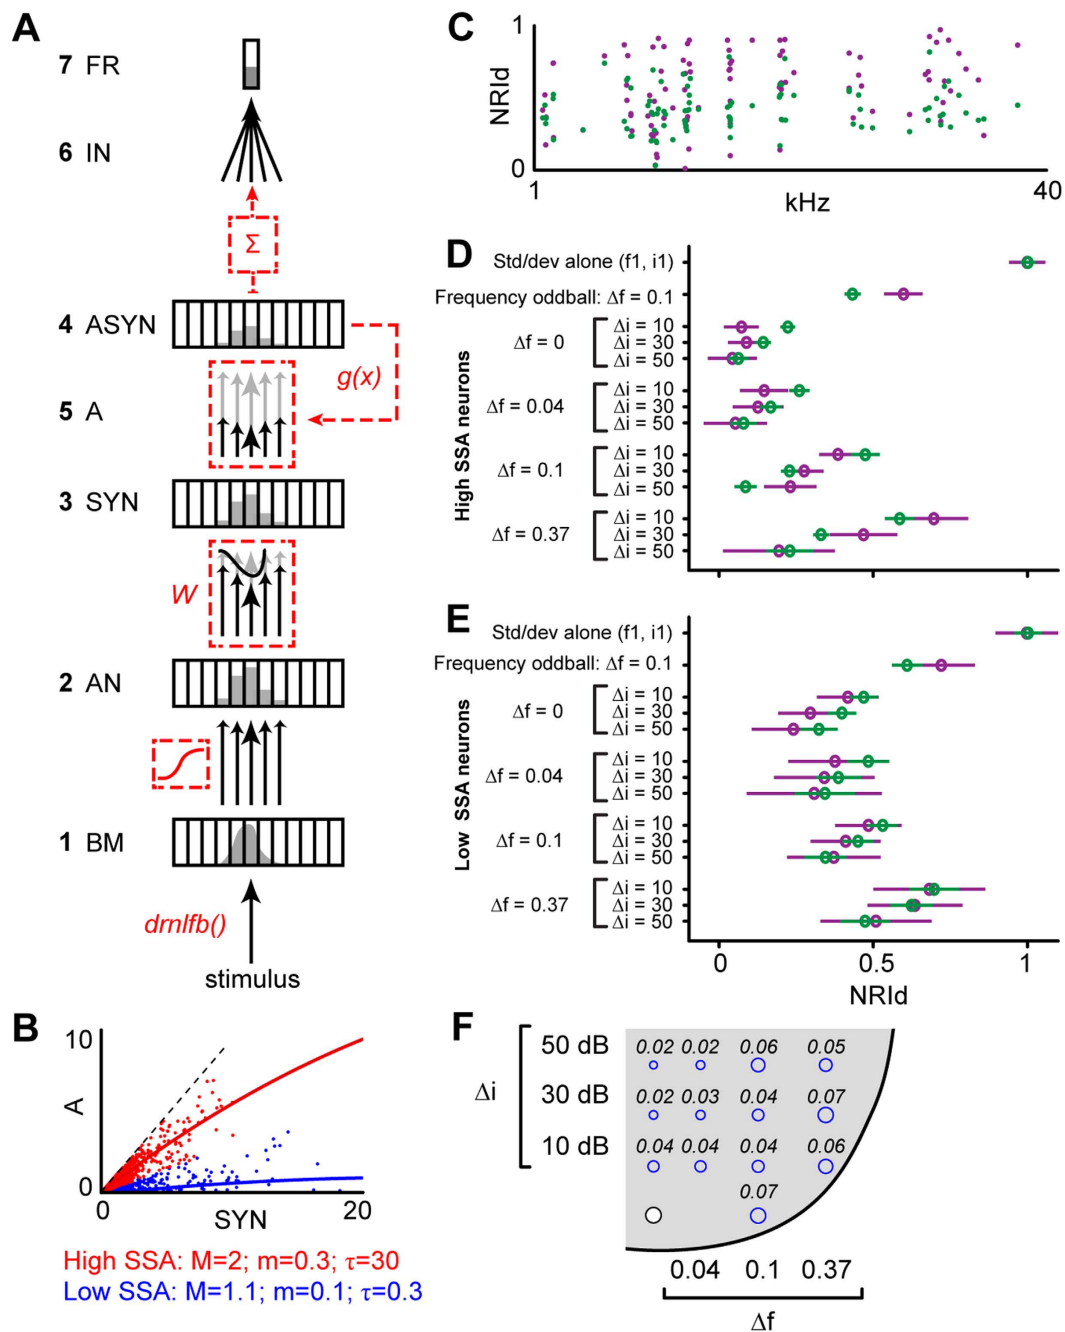 A
7 FR
6 IN
Σ
4 ASYN
g(x)
5 A
3 SYN
W
2 AN
1 BM
drnlfb()
stimulus
B
10
A
0
0
SYN
20
High SSA: M=2; m=0.3; τ=30
Low SSA: M=1.1; m=0.1; τ=0.3
C
1
NRId
0
1
kHz
40
D
High SSA neurons
Std/dev alone (f1, i1)
Frequency oddball: Δf = 0.1
Δf = 0
Δi = 10
Δi = 30
Δi = 50
Δf = 0.04
Δi = 10
Δi = 30
Δi = 50
Δf = 0.1
Δi = 10
Δi = 30
Δi = 50
Δf = 0.37
Δi = 10
Δi = 30
Δi = 50
E
Low SSA neurons
Std/dev alone (f1, i1)
Frequency oddball: Δf = 0.1
Δf = 0
Δi = 10
Δi = 30
Δi = 50
Δf = 0.04
Δi = 10
Δi = 30
Δi = 50
Δf = 0.1
Δi = 10
Δi = 30
Δi = 50
Δf = 0.37
Δi = 10
Δi = 30
Δi = 50
0 0.5 1
NRId
F
Δi
50 dB 0.02 0.02 0.06 0.05
30 dB 0.02 0.03 0.04 0.07
10 dB 0.04 0.04 0.04 0.06
0.07
0.04 0.1 0.37
Δf